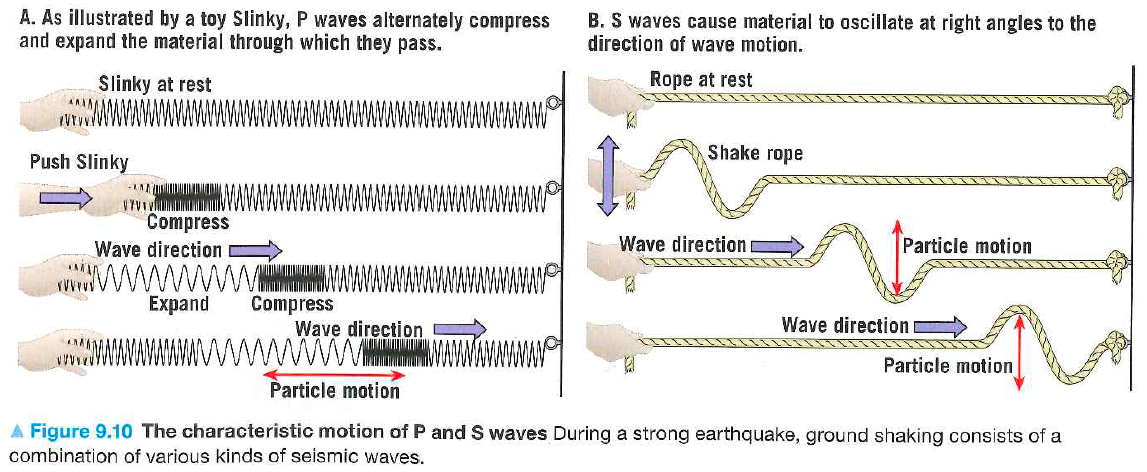 A. As illustrated by a toy Slinky, P waves alternately compress
and expand the material through which they pass.
Slinky at rest
Push Slinky
Compress
Wave direction
Expand
Compress
Wave direction
Particle motion
B. S waves cause material to oscillate at right angles to the
direction of wave motion.
Rope at rest
Shake rope
Wave direction
Particle motion
Wave direction
Particle motion
▲ Figure 9.10 The characteristic motion of P and S waves During a strong earthquake, ground shaking consists of a
combination of various kinds of seismic waves.